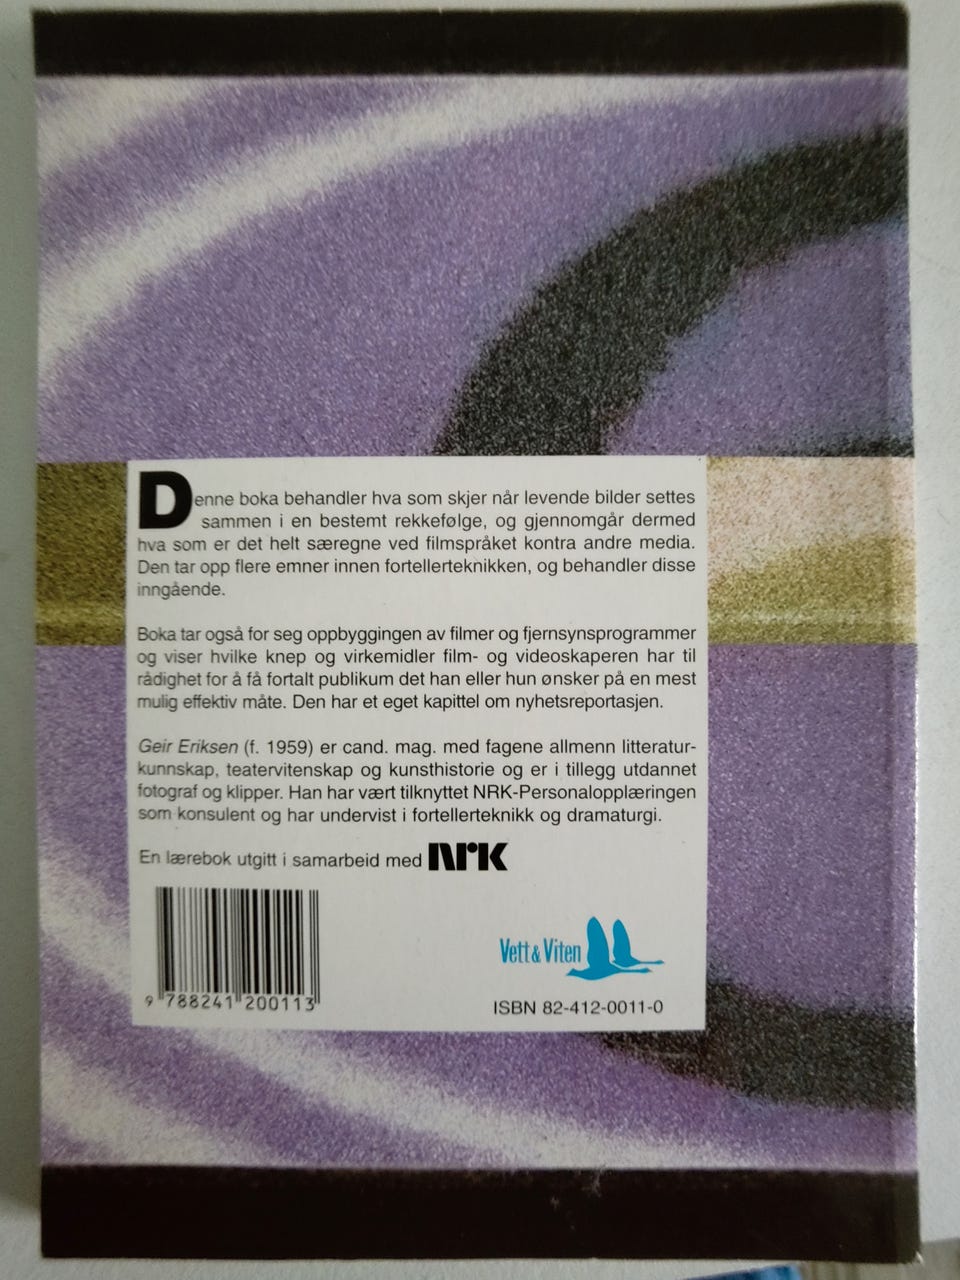 Denne boka behandler hva som skjer når levende bilder settes
sammen i en bestemt rekkefølge, og gjennomgår dermed
hva som er det helt særegne ved filmspråket kontra andre media.
Den tar opp flere emner innen fortellerteknikken, og behandler disse
inngående.
Boka tar også for seg oppbyggingen av filmer og fjernsynsprogrammer
og viser hvilke knep og virkemidler film- og videoskaperen har til
rådighet for å få fortalt publikum det han eller hun ønsker på en mest
mulig effektiv måte. Den har et eget kapittel om nyhetsreportasjen.
Geir Eriksen (f. 1959) er cand. mag. med fagene allmenn litteratur-
kunnskap, teatervitenskap og kunsthistorie og er i tillegg utdannet
fotograf og klipper. Han har vært tilknyttet NRK-Personalopplæringen
som konsulent og har undervist i fortellerteknikk og dramaturgi.
En lærebok utgitt i samarbeid med NRK
Vett & Viten
9 788241 200113
ISBN 82-412-0011-0